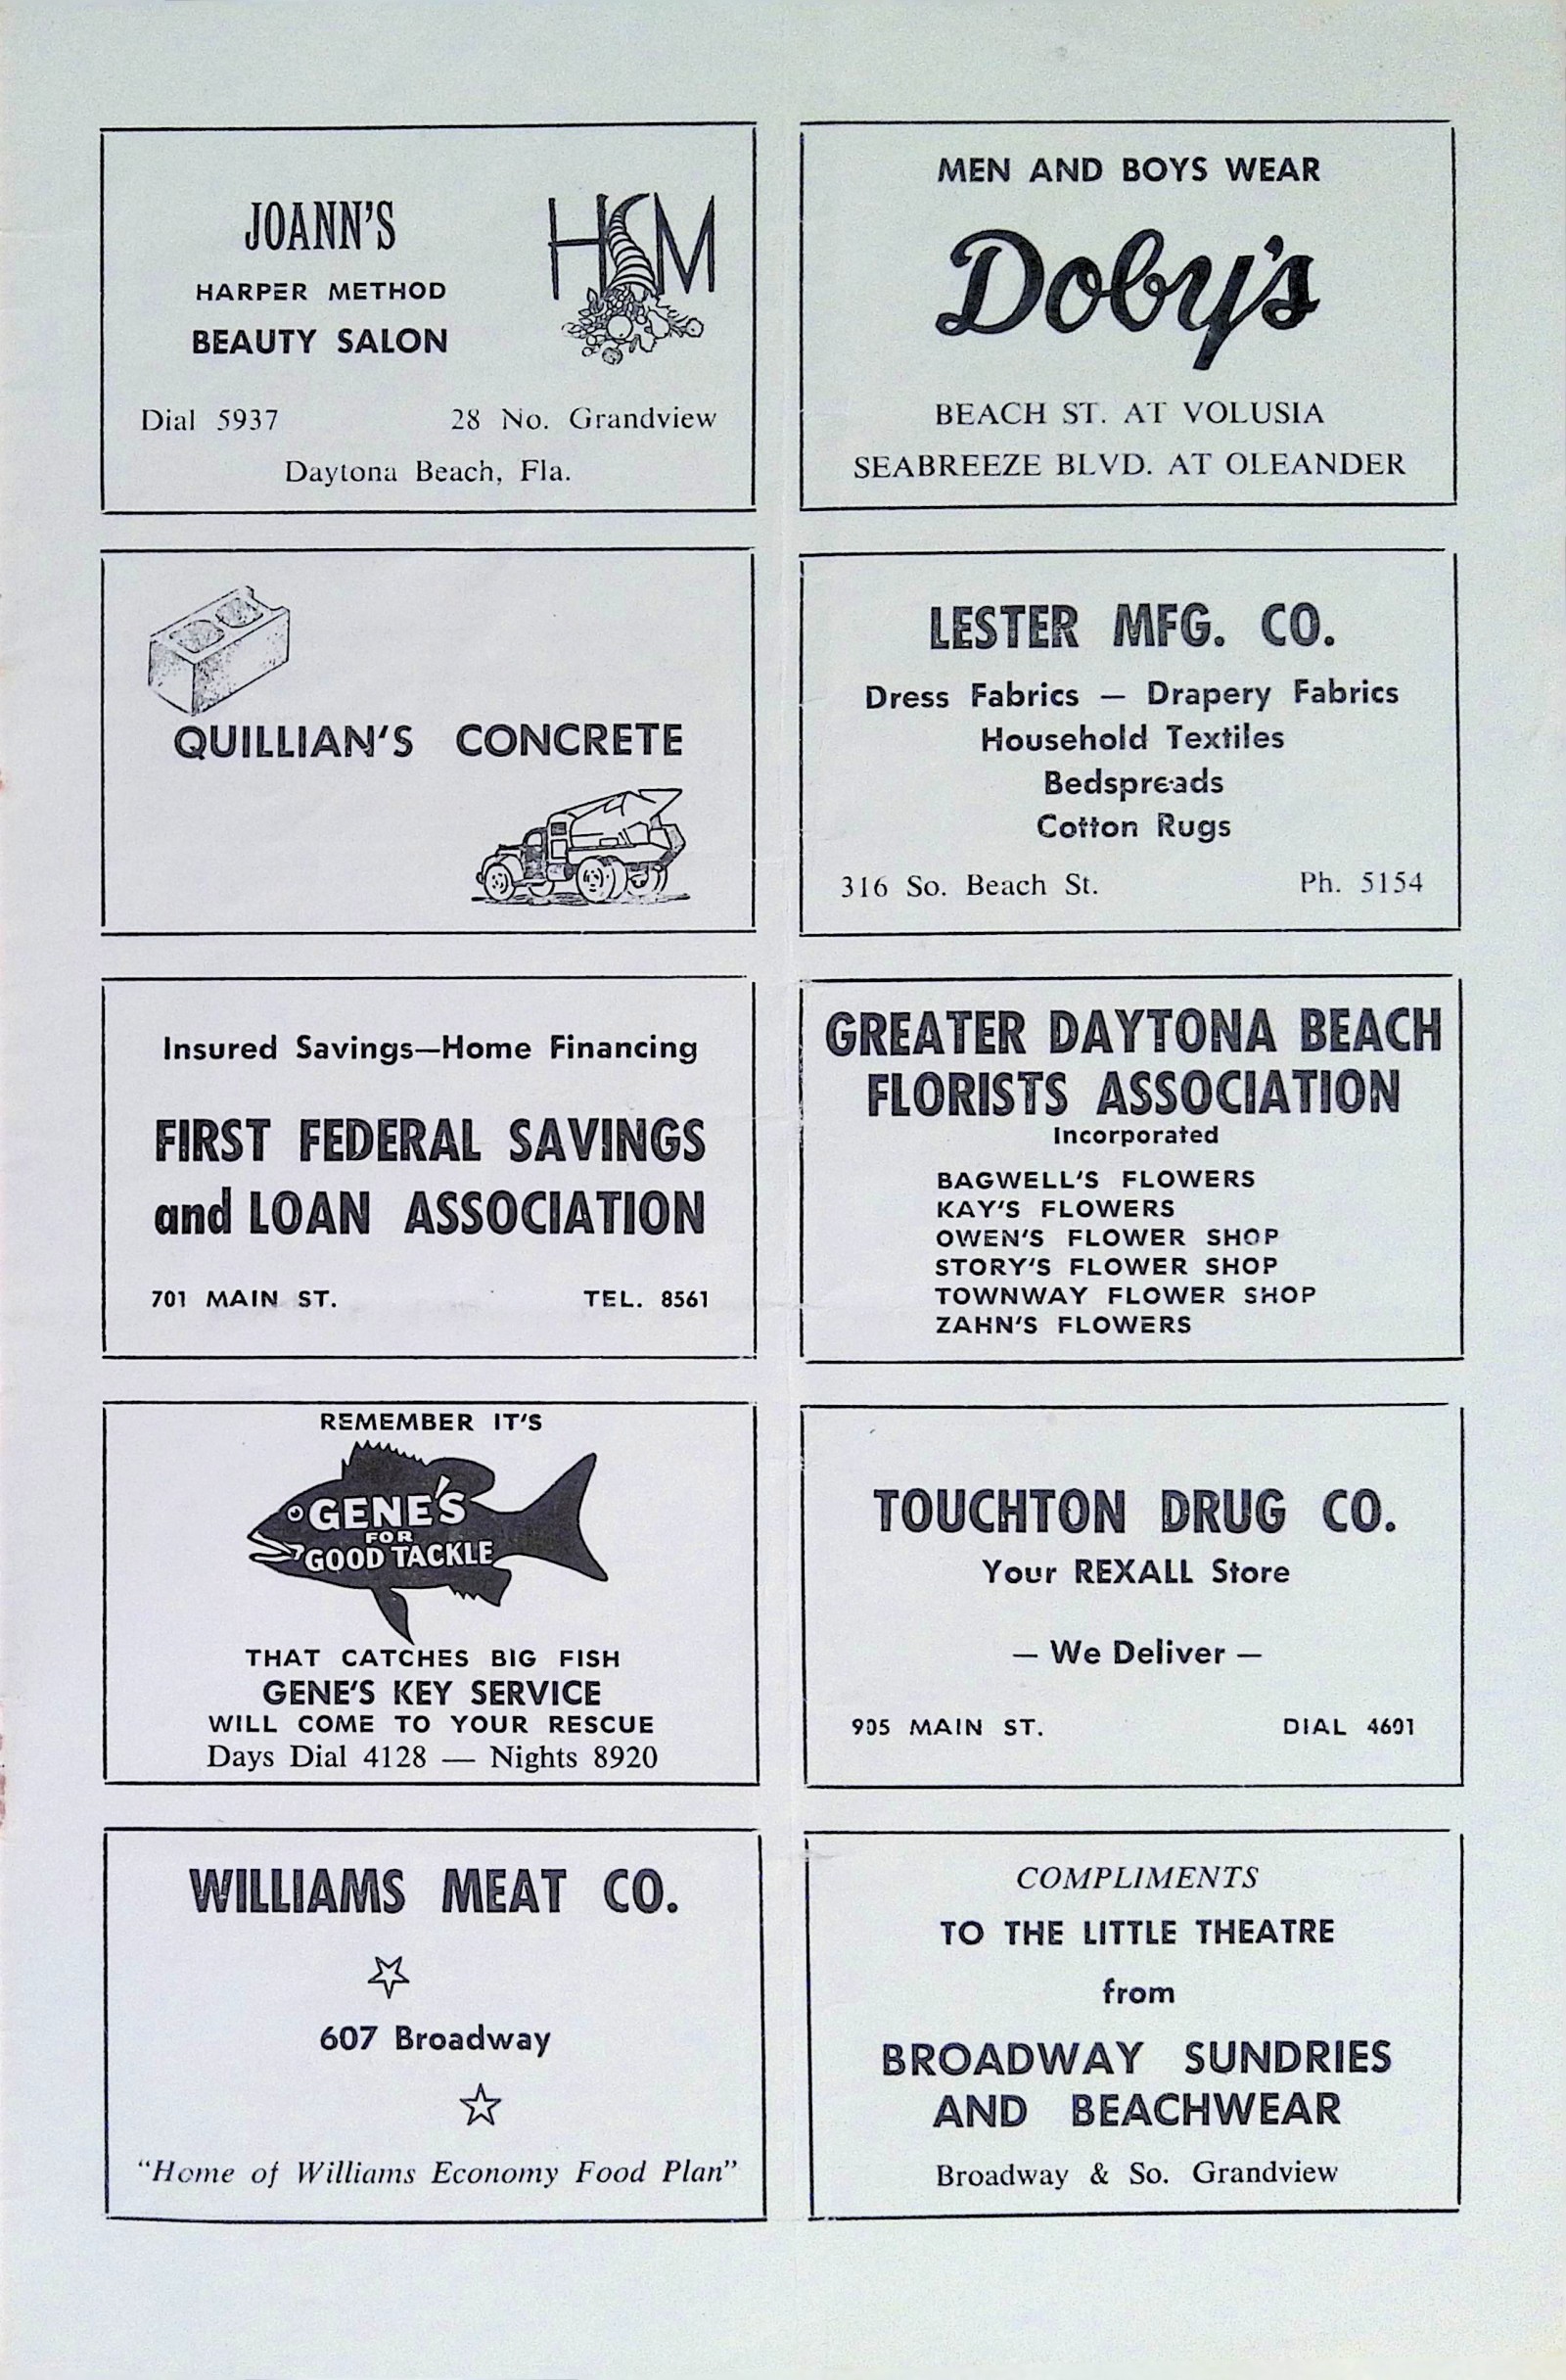 JOANN'S
HSM
HARPER METHOD
BEAUTY SALON
Dial 5937 28 No. Grandview
Daytona Beach, Fla.
MEN AND BOYS WEAR
Doby's
BEACH ST. AT VOLUSIA
SEABREEZE BLVD. AT OLEANDER
QUILLIAN'S CONCRETE
LESTER MFG. CO.
Dress Fabrics — Drapery Fabrics
Household Textiles
Bedspreads
Cotton Rugs
316 So. Beach St. Ph. 5154
Insured Savings—Home Financing
FIRST FEDERAL SAVINGS
and LOAN ASSOCIATION
701 MAIN ST. TEL. 8561
GREATER DAYTONA BEACH
FLORISTS ASSOCIATION
Incorporated
BAGWELL'S FLOWERS
KAY'S FLOWERS
OWEN'S FLOWER SHOP
STORY'S FLOWER SHOP
TOWNWAY FLOWER SHOP
ZAHN'S FLOWERS
REMEMBER IT'S
GENE'S
FOR
GOOD TACKLE
THAT CATCHES BIG FISH
GENE'S KEY SERVICE
WILL COME TO YOUR RESCUE
Days Dial 4128 — Nights 8920
TOUCHTON DRUG CO.
Your REXALL Store
— We Deliver —
905 MAIN ST. DIAL 4601
WILLIAMS MEAT CO.
607 Broadway
"Home of Williams Economy Food Plan"
COMPLIMENTS
TO THE LITTLE THEATRE
from
BROADWAY SUNDRIES
AND BEACHWEAR
Broadway & So. Grandview